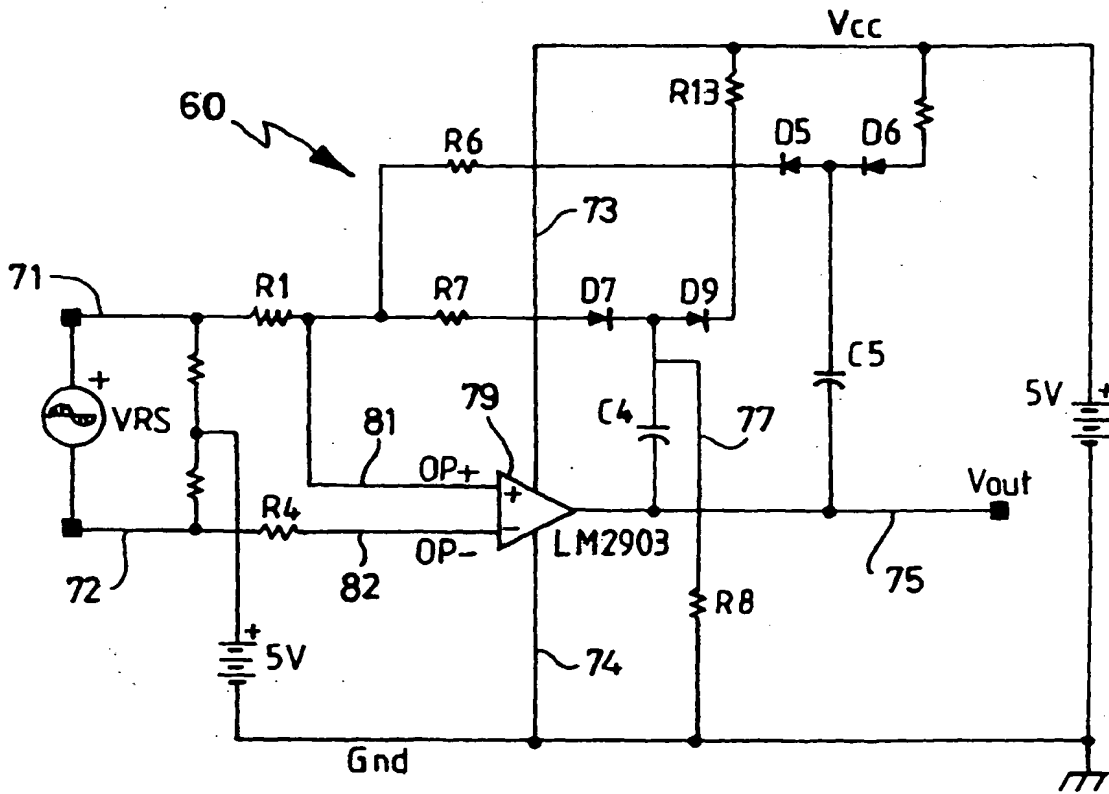 Vcc
60
R13
D5
D6
R6
73
71
R1
R7
D7
D9
C5
+
VRS
79
C4
77
5V
+
81
OP+
+
Vout
R4
OP-
−
LM2903
72
82
75
R8
+
5V
74
Gnd